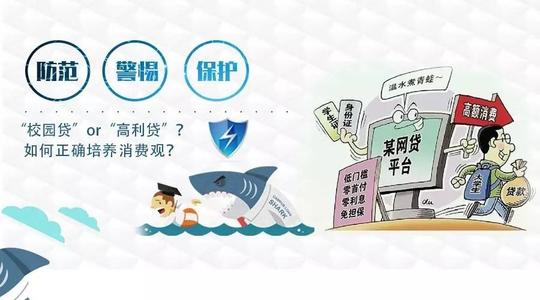 防范 警惕 保护
“校园贷”or“高利贷”?
如何正确培养消费观?
温水煮青蛙~
学生证
身份证
高额消费
某网贷
平台
低门槛
零首付
零利息
免担保
大学生
贷款
SHARK